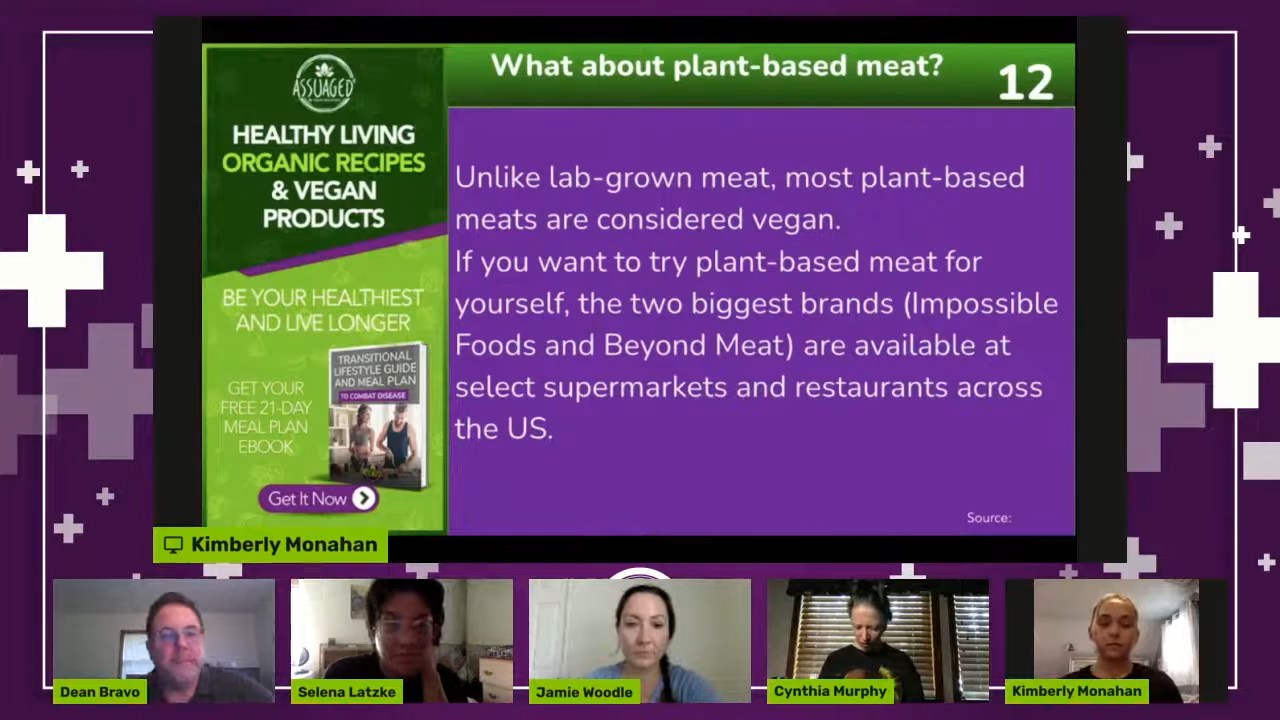 ASSUAGED
HEALTHY LIVING
ORGANIC RECIPES
& VEGAN
PRODUCTS
BE YOUR HEALTHIEST
AND LIVE LONGER
GET YOUR
FREE 21-DAY
MEAL PLAN
EBOOK
TRANSITIONAL
LIFESTYLE GUIDE
AND MEAL PLAN
TO COMBAT DISEASE
Get It Now
What about plant-based meat?
12
Unlike lab-grown meat, most plant-based
meats are considered vegan.
If you want to try plant-based meat for
yourself, the two biggest brands (Impossible
Foods and Beyond Meat) are available at
select supermarkets and restaurants across
the US.
Source:
Kimberly Monahan
Dean Bravo
Selena Latzke
Jamie Woodle
Cynthia Murphy
Kimberly Monahan